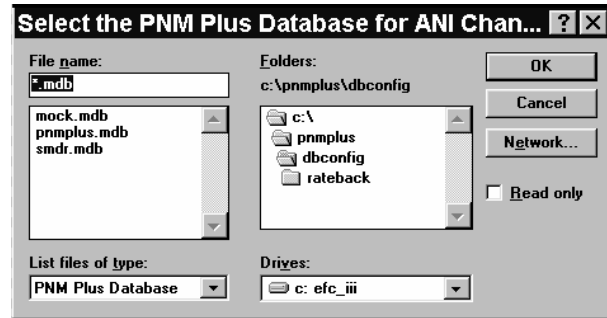 Select the PNM Plus Database for ANI Chan... ? ×
File name:
*.mdb
mock.mdb
pnmplus.mdb
smdr.mdb
List files of type:
PNM Plus Database
Folders:
c:\pnmplus\dbconfig
c:\
pnmplus
dbconfig
rateback
Drives:
c: efc_iii
OK
Cancel
Network...
Read only